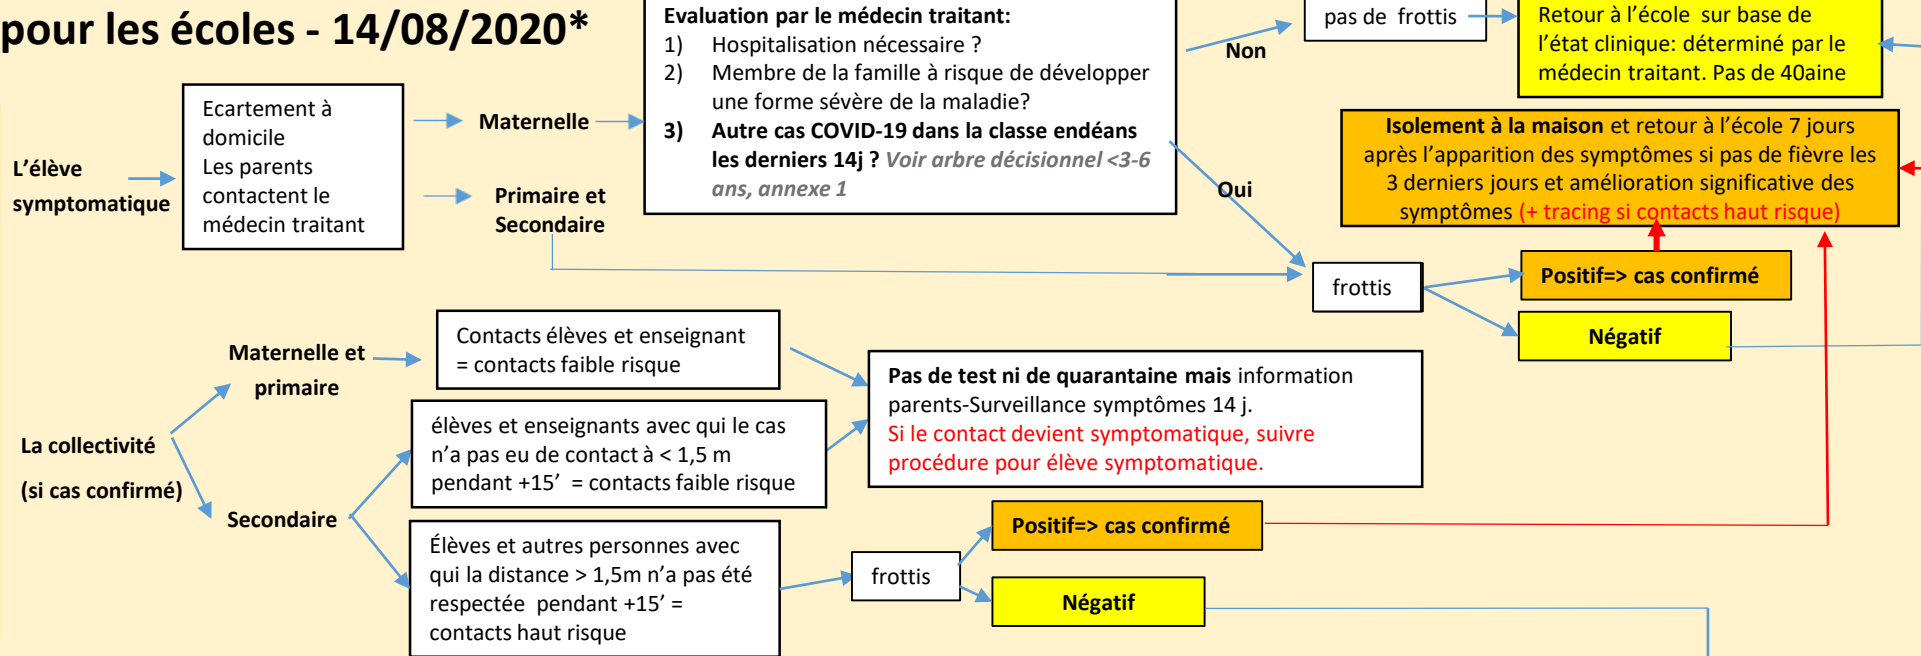 pour les écoles - 14/08/2020*
L'élève
symptomatique
Ecartement à
domicile
Les parents
contactent le
médecin traitant
Maternelle
Primaire et
Secondaire
Evaluation par le médecin traitant:
1) Hospitalisation nécessaire ?
2) Membre de la famille à risque de développer
une forme sévère de la maladie?
3) Autre cas COVID-19 dans la classe endéans
les derniers 14j ? Voir arbre décisionnel <3-6
ans, annexe 1
Non
pas de frottis
Retour à l'école sur base de
l'état clinique: déterminé par le
médecin traitant. Pas de 40aine
Oui
Isolement à la maison et retour à l'école 7 jours
après l'apparition des symptômes si pas de fièvre les
3 derniers jours et amélioration significative des
symptômes (+ tracing si contacts haut risque)
frottis
Positif=> cas confirmé
Négatif
La collectivité
(si cas confirmé)
Maternelle et
primaire
Contacts élèves et enseignant
= contacts faible risque
Secondaire
élèves et enseignants avec qui le cas
n'a pas eu de contact à < 1,5 m
pendant +15' = contacts faible risque
Pas de test ni de quarantaine mais information
parents-Surveillance symptômes 14 j.
Si le contact devient symptomatique, suivre
procédure pour élève symptomatique.
Élèves et autres personnes avec
qui la distance > 1,5m n'a pas été
respectée pendant +15' =
contacts haut risque
frottis
Positif=> cas confirmé
Négatif